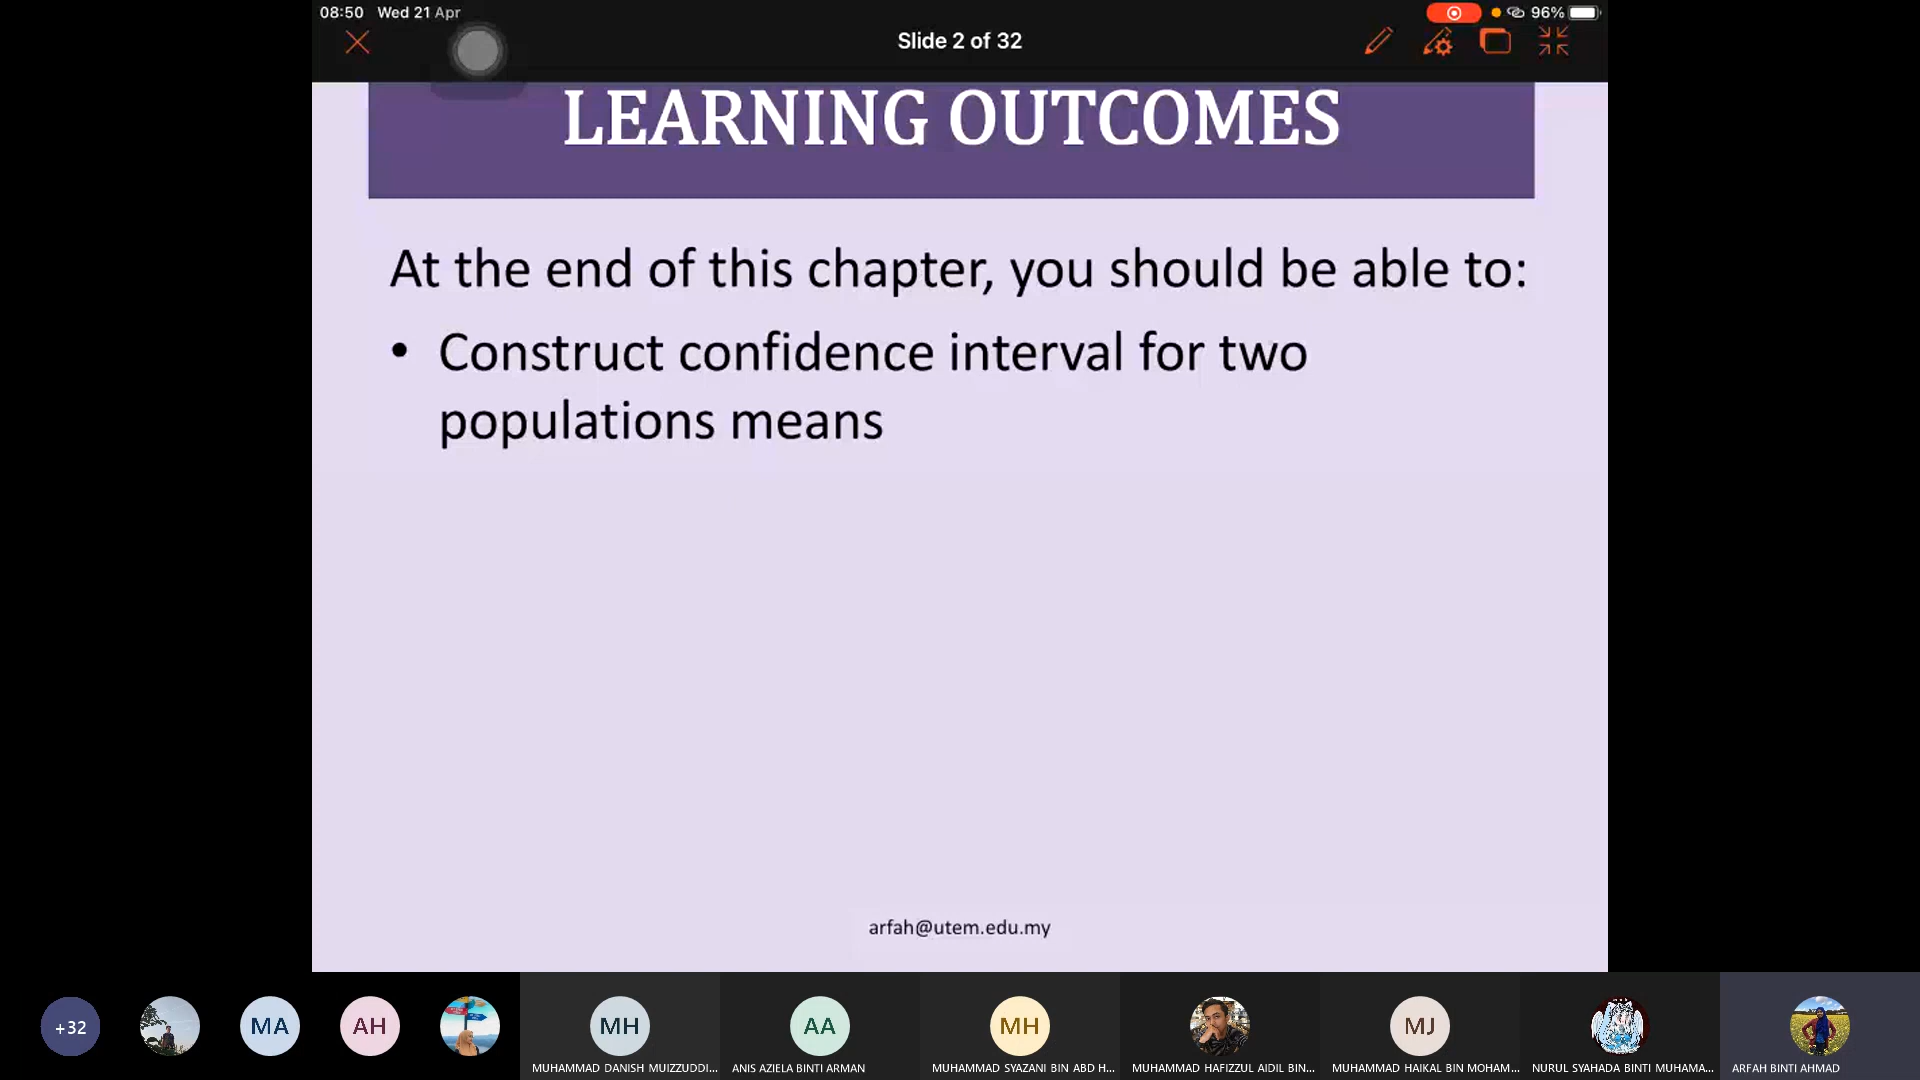 08:50 Wed 21 Apr
96%
Slide 2 of 32
LEARNING OUTCOMES
At the end of this chapter, you should be able to:
• Construct confidence interval for two
populations means
arfah@utem.edu.my
+32
MA
AH
MH
AA
MH
MJ
MUHAMMAD DANISH MUIZZUDDI...
ANIS AZIELA BINTI ARMAN
MUHAMMAD SYAZANI BIN ABD H...
MUHAMMAD HAFIZZUL AIDIL BIN...
MUHAMMAD HAIKAL BIN MOHAM...
NURUL SYAHADA BINTI MUHAMA...
ARFAH BINTI AHMAD